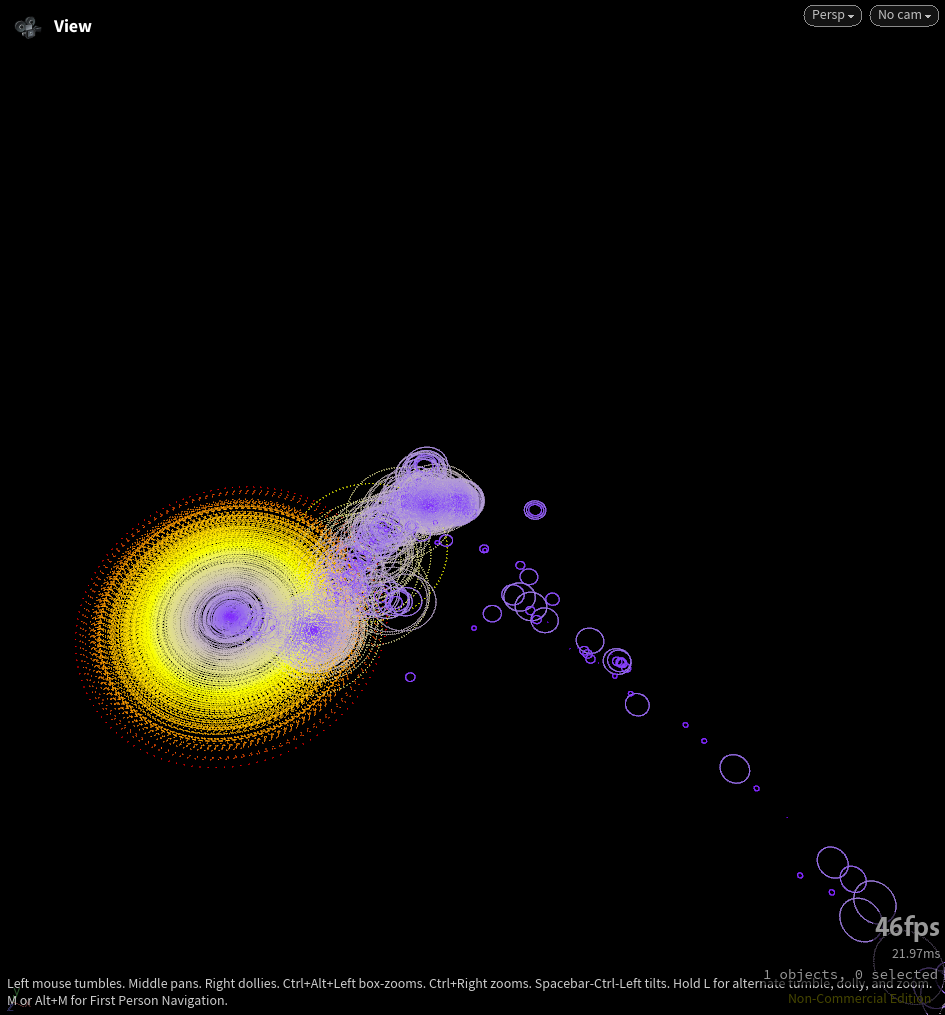 View
Persp
No cam
46fps
21.97ms
1 objects, 0 selected
Left mouse tumbles. Middle pans. Right dollies. Ctrl+Alt+Left box-zooms. Ctrl+Right zooms. Spacebar-Ctrl-Left tilts. Hold L for alternate tumble, dolly, and zoom.
M or Alt+M for First Person Navigation.
Non-Commercial Edition